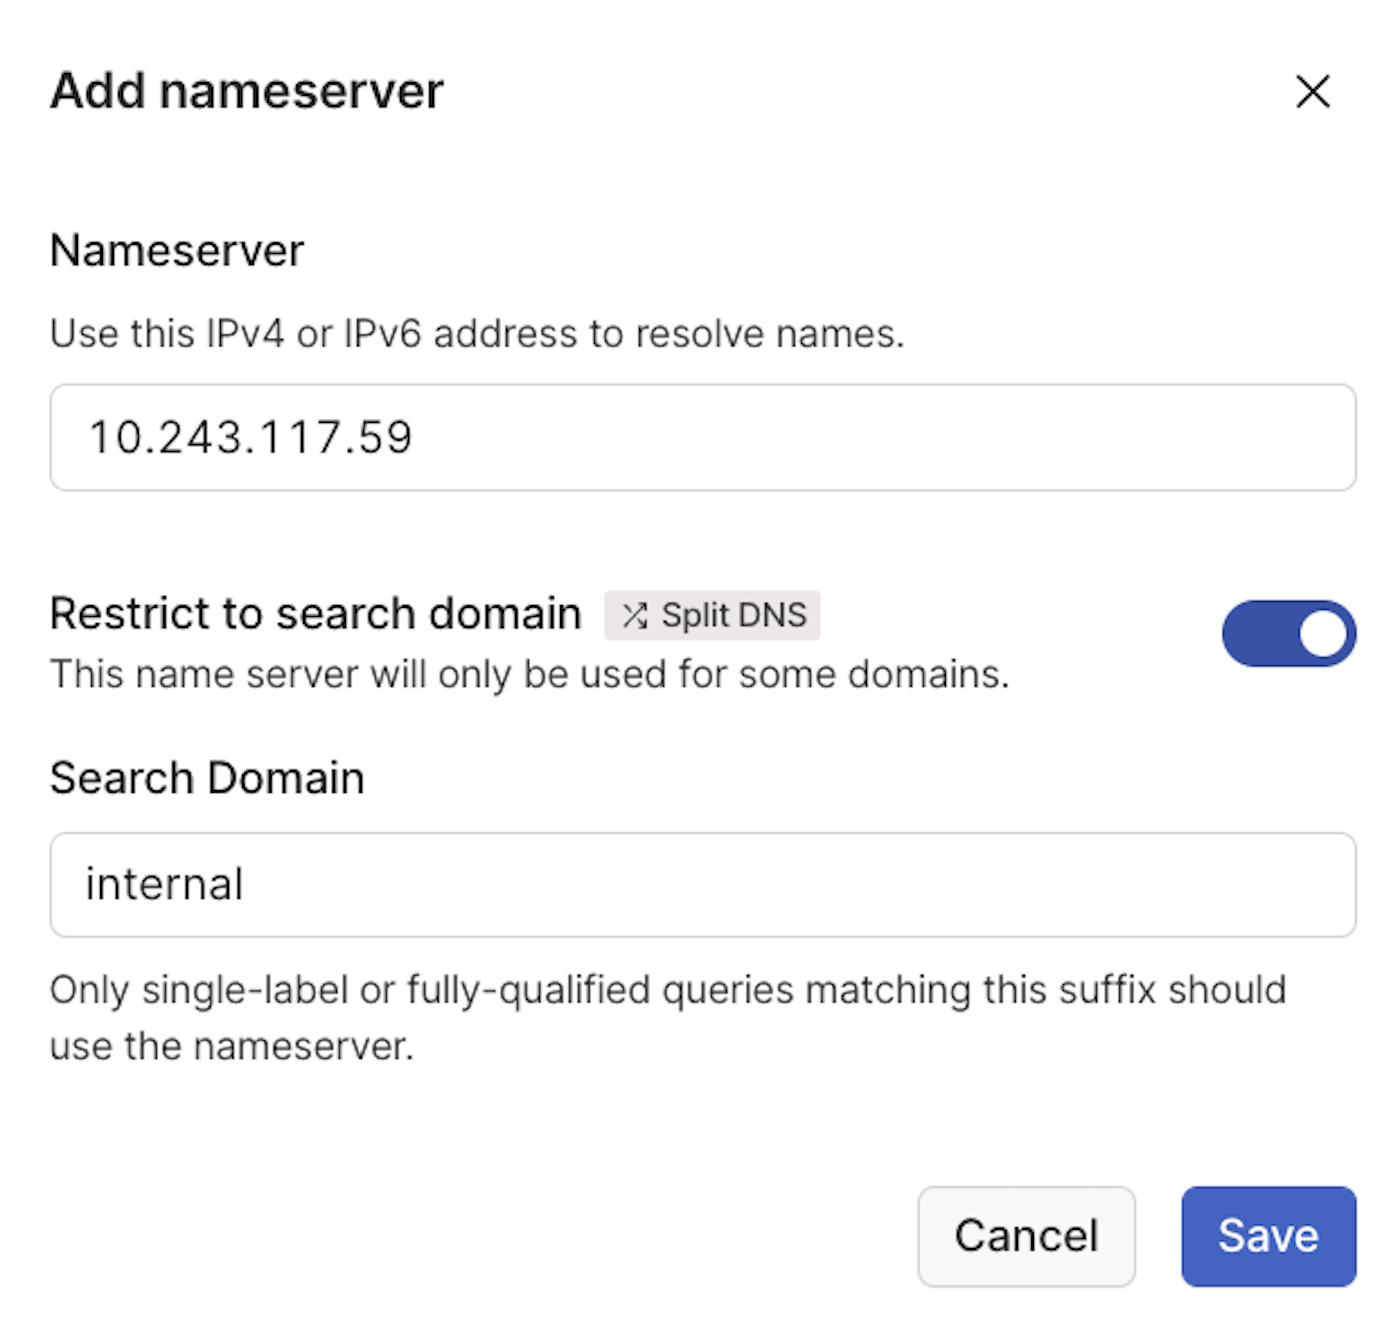 Add nameserver
Nameserver
Use this IPv4 or IPv6 address to resolve names.
10.243.117.59
Restrict to search domain Split DNS
This name server will only be used for some domains.
Search Domain
internal
Only single-label or fully-qualified queries matching this suffix should
use the nameserver.
Cancel Save